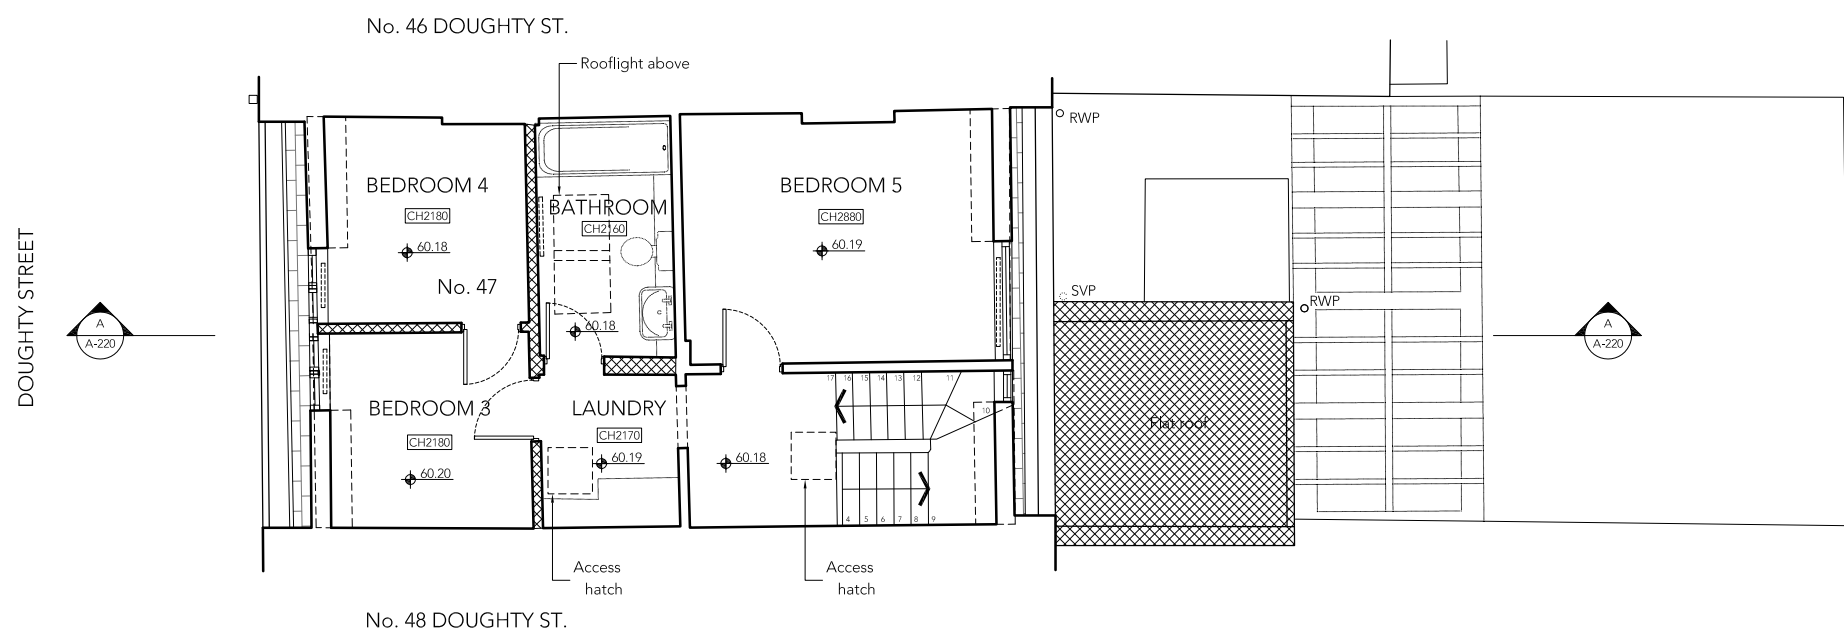 No. 46 DOUGHTY ST.
Rooflight above
RWP
BEDROOM 4
CH2180
60.18
BATHROOM
CH2160
BEDROOM 5
CH2880
60.19
No. 47
DOUGHTY STREET
A
A-220
60.18
SVP
RWP
A
A-220
BEDROOM 3
CH2180
60.20
LAUNDRY
CH2170
60.19
60.18
17 16 15 14 13 12 11
10
4 5 6 7 8 9
Flat roof
Access
hatch
Access
hatch
No. 48 DOUGHTY ST.